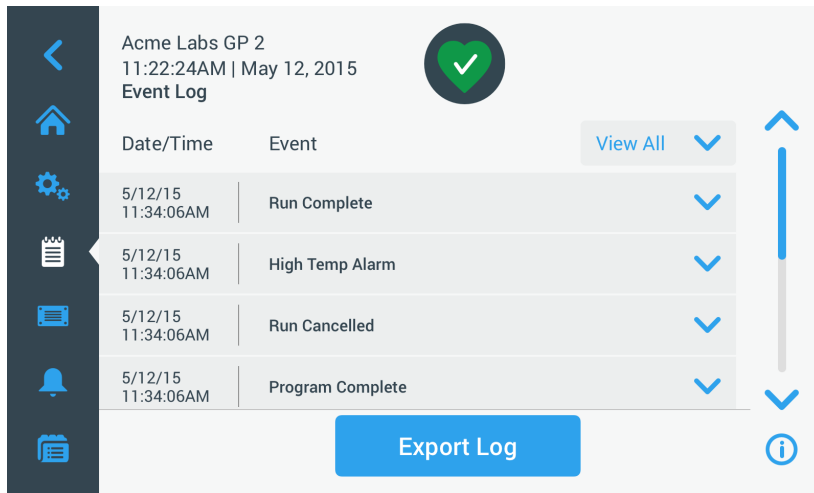 Acme Labs GP 2
11:22:24AM | May 12, 2015
Event Log
Date/Time Event View All
5/12/15
11:34:06AM
Run Complete
5/12/15
11:34:06AM
High Temp Alarm
5/12/15
11:34:06AM
Run Cancelled
5/12/15
11:34:06AM
Program Complete
Export Log